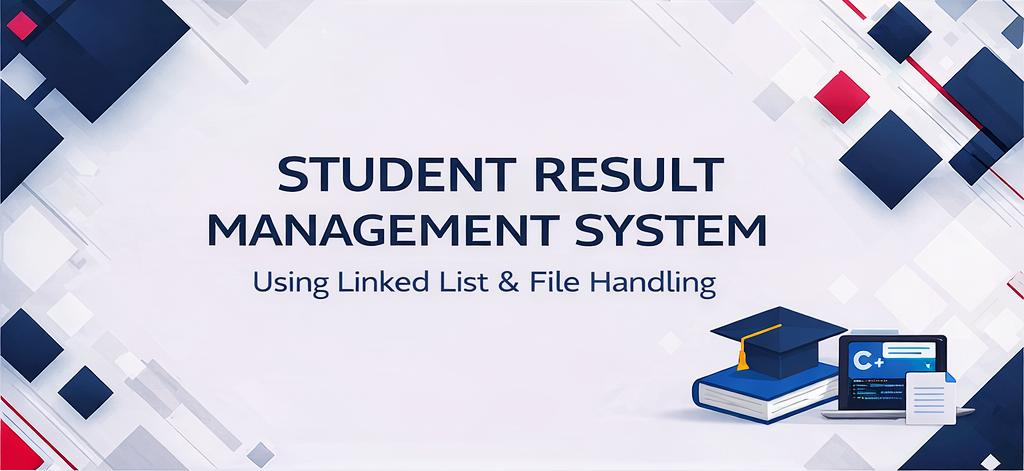 STUDENT RESULT
MANAGEMENT SYSTEM
Using Linked List & File Handling
C+